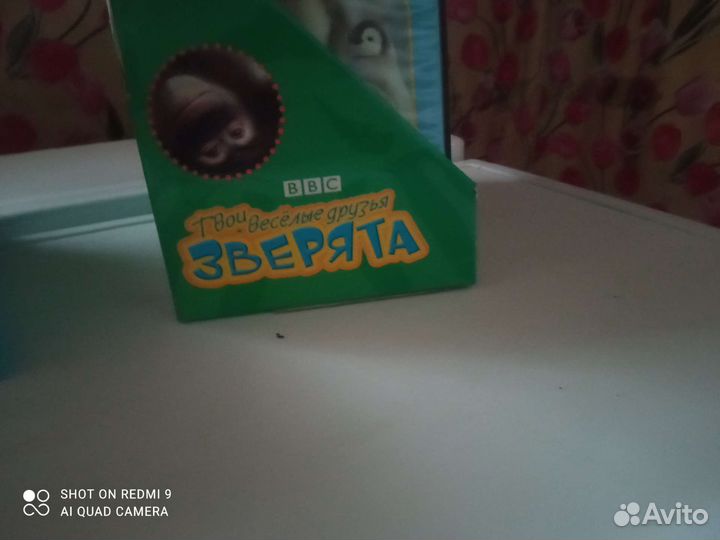 BBC
Твои весёлые друзья
ЗВЕРЯТА
SHOT ON REDMI 9
AI QUAD CAMERA
Avito